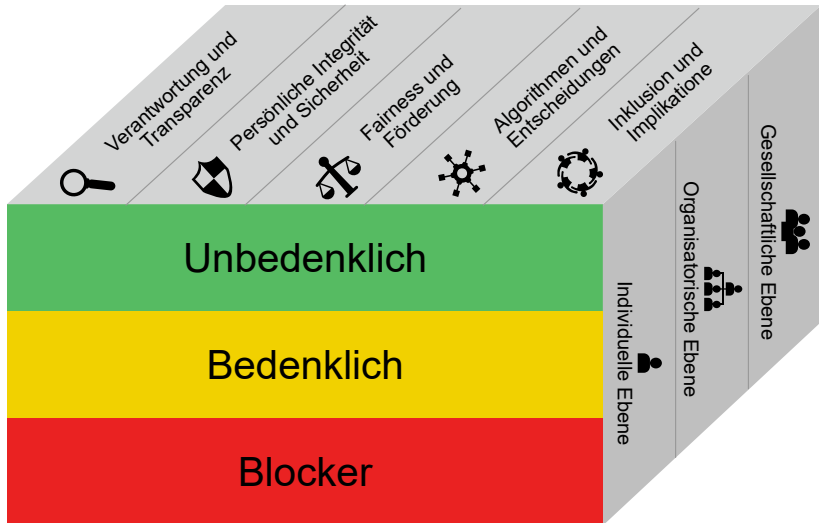 Verantwortung und
Transparenz
Persönliche Integrität
und Sicherheit
Fairness und
Förderung
Algorithmen und
Entscheidungen
Inklusion und
Implikatione
Unbedenklich
Bedenklich
Blocker
Individuelle Ebene
Organisatorische Ebene
Gesellschaftliche Ebene